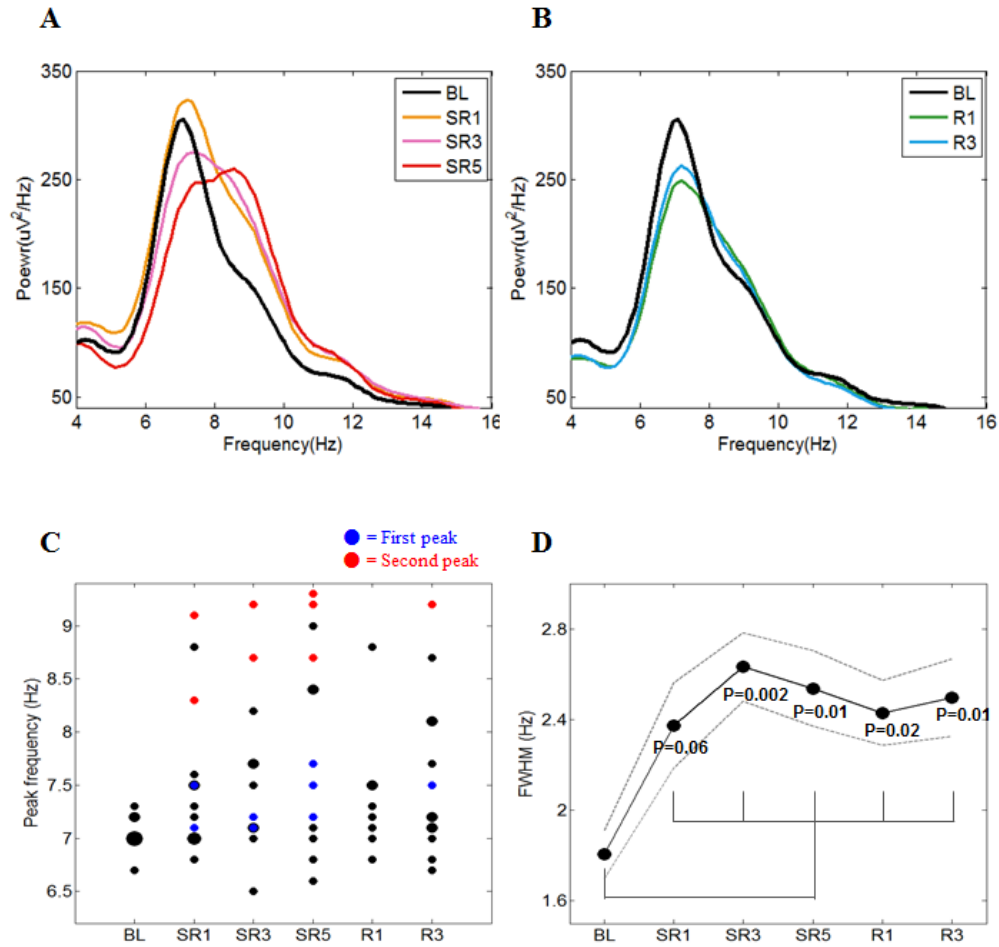 A
350
250
150
50
Poewr(uV²/Hz)
4 6 8 10 12 14 16
Frequency(Hz)
BL
SR1
SR3
SR5
B
350
250
150
50
Poewr(uV²/Hz)
4 6 8 10 12 14 16
Frequency(Hz)
BL
R1
R3
C
= First peak
= Second peak
9
8.5
8
7.5
7
6.5
Peak frequency (Hz)
BL SR1 SR3 SR5 R1 R3
D
2.8
2.4
2
1.6
FWHM (Hz)
P=0.06
P=0.002
P=0.01
P=0.02
P=0.01
BL SR1 SR3 SR5 R1 R3